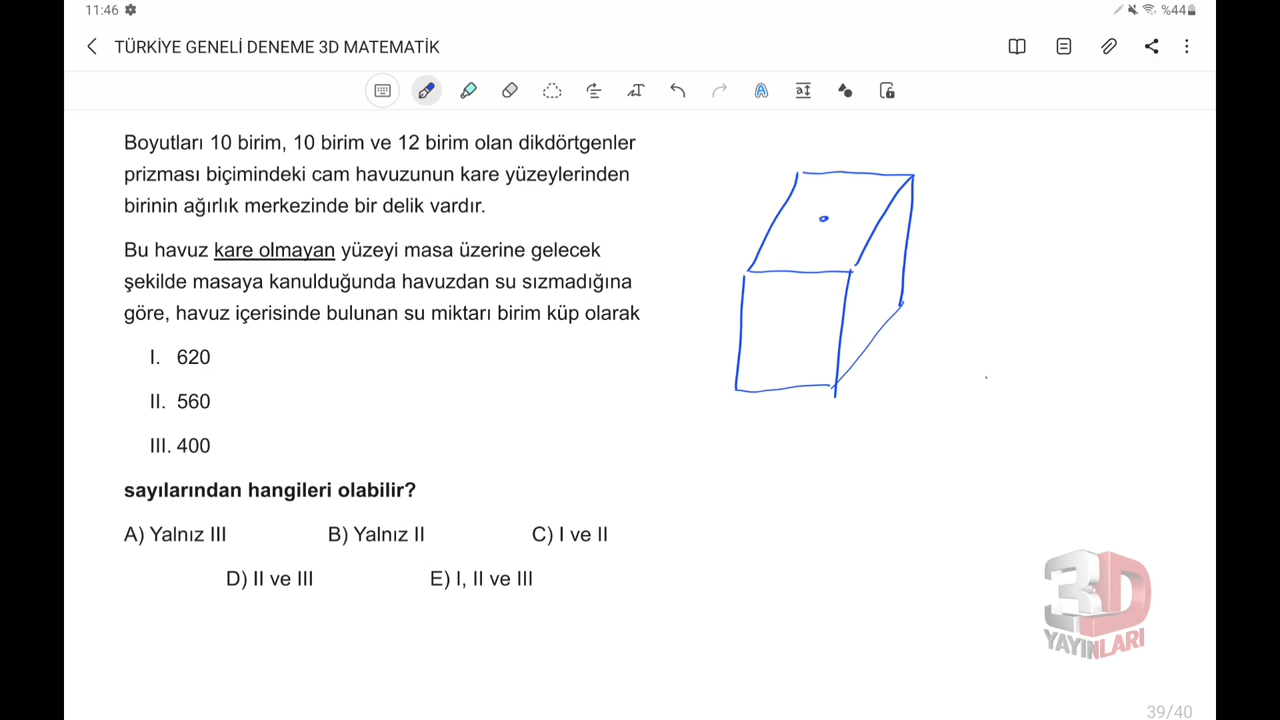 11:46
%44
TÜRKİYE GENELİ DENEME 3D MATEMATİK
Boyutları 10 birim, 10 birim ve 12 birim olan dikdörtgenler
prizması biçimindeki cam havuzunun kare yüzeylerinden
birinin ağırlık merkezinde bir delik vardır.
Bu havuz kare olmayan yüzeyi masa üzerine gelecek
şekilde masaya kanulduğunda havuzdan su sızmadığına
göre, havuz içerisinde bulunan su miktarı birim küp olarak
I. 620
II. 560
III. 400
sayılarından hangileri olabilir?
A) Yalnız III
B) Yalnız II
C) I ve II
D) II ve III
E) I, II ve III
3D
YAYINLARI
39/40